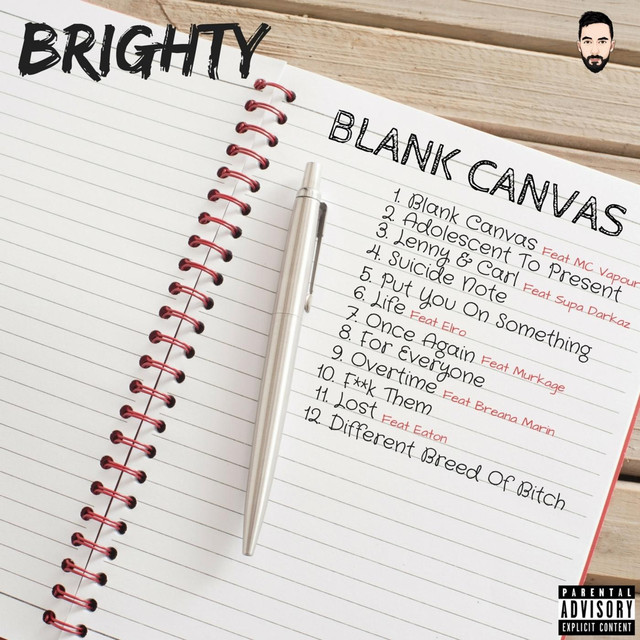 BRIGHTY
BLANK CANVAS
1. Blank Canvas Feat MC Vapour
2. Adolescent To Present
3. Lenny & Carl Feat Supa Darkaz
4. Suicide Note
5. Put You On Something
6. Life Feat Elro
7. Once Again Feat Murkage
8. For Everyone
9. Overtime Feat Breana Marin
10. F**k Them
11. Lost Feat Eaton
12. Different Breed Of Bitch
PARENTAL
ADVISORY
EXPLICIT CONTENT